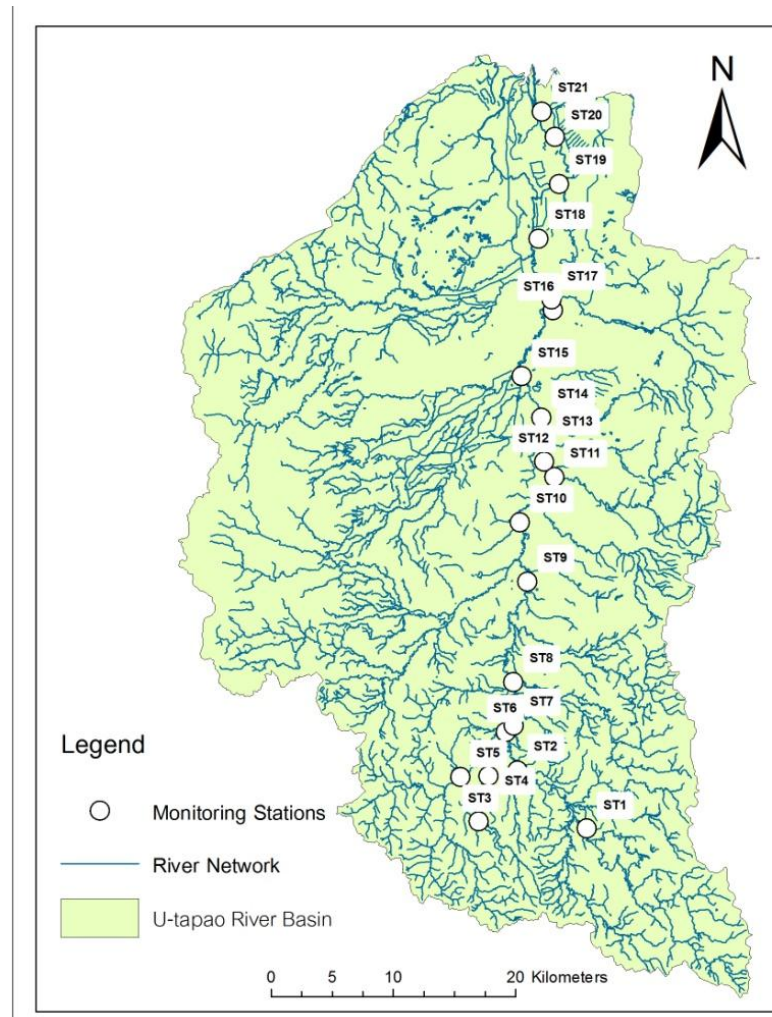 N
ST21
ST20
ST19
ST18
ST17
ST16
ST15
ST14
ST13
ST12
ST11
ST10
ST9
ST8
ST7
ST6
ST2
ST5
ST4
ST3
ST1
Legend
Monitoring Stations
River Network
U-tapao River Basin
0 5 10 20 Kilometers